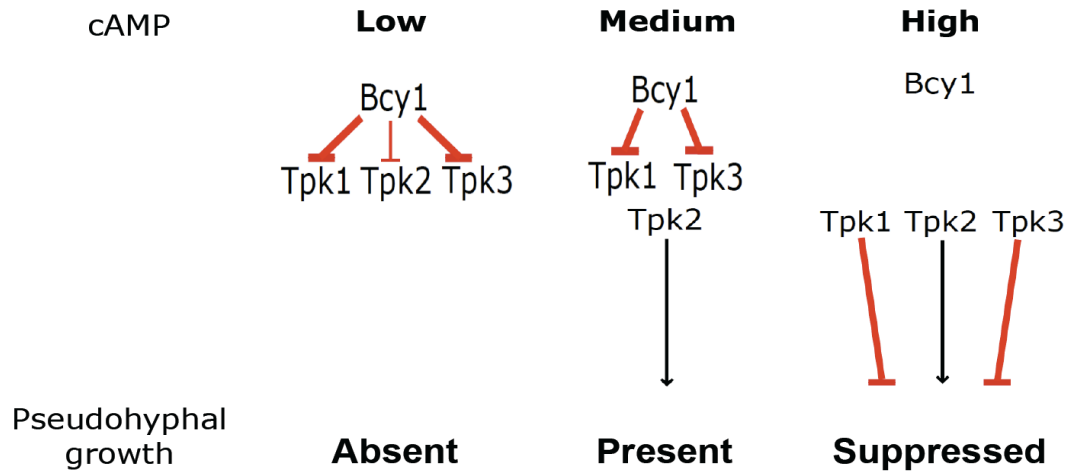 cAMP Low Medium High
Bcy1 Bcy1 Bcy1
Tpk1 Tpk2 Tpk3 Tpk1 Tpk3
Tpk2 Tpk1 Tpk2 Tpk3
Pseudohyphal
growth Absent Present Suppressed